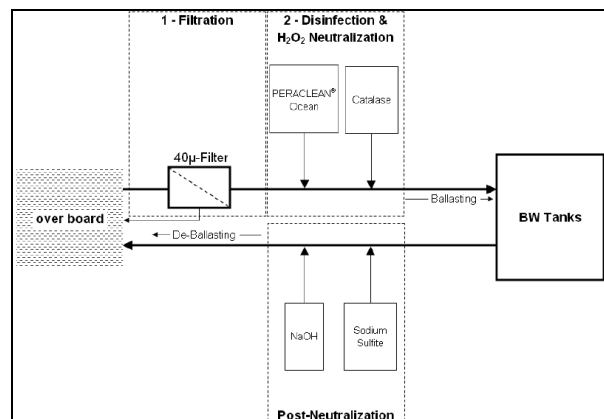 1 - Filtration
2 - Disinfection &
H₂O₂ Neutralization
PERACLEAN®
Ocean
Catalase
40µ-Filter
Ballasting
over board
BW Tanks
De-Ballasting
NaOH
Sodium
Sulfite
Post-Neutralization